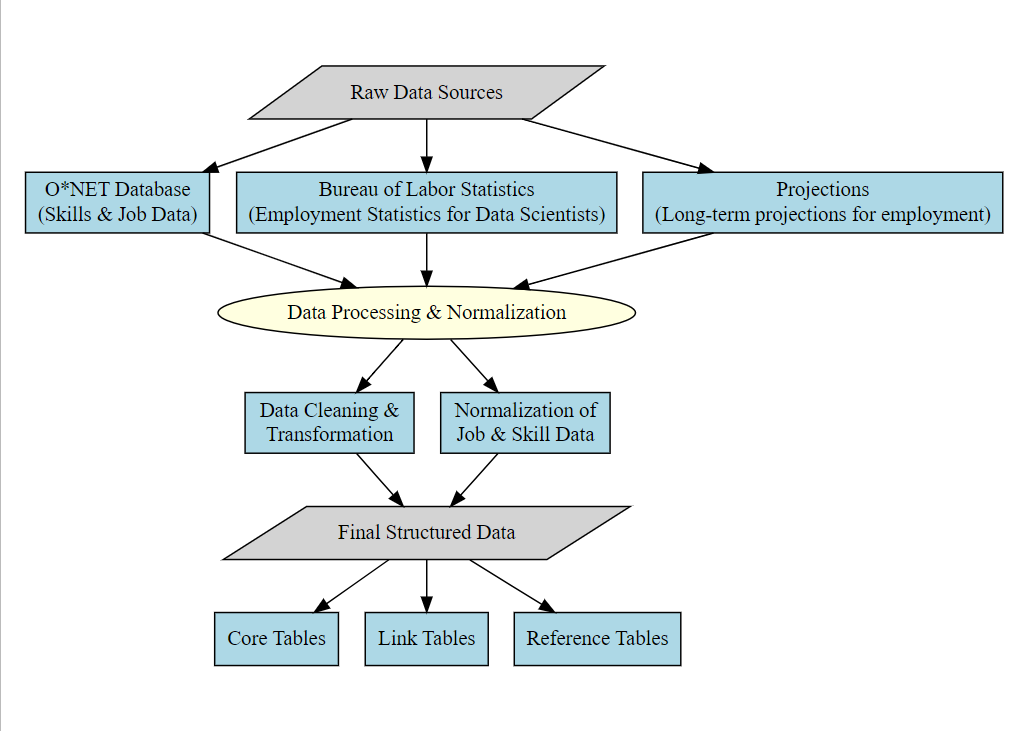 Raw Data Sources
O*NET Database
(Skills & Job Data)
Bureau of Labor Statistics
(Employment Statistics for Data Scientists)
Projections
(Long-term projections for employment)
Data Processing & Normalization
Data Cleaning &
Transformation
Normalization of
Job & Skill Data
Final Structured Data
Core Tables
Link Tables
Reference Tables